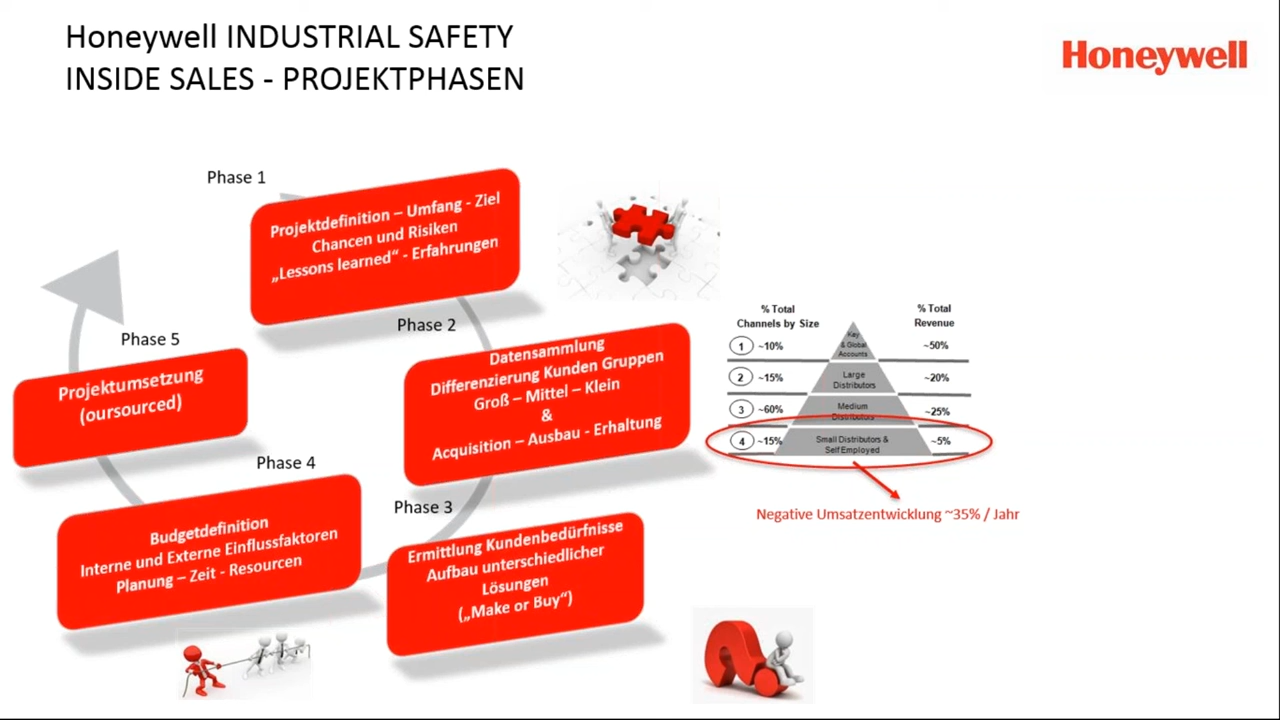 Honeywell INDUSTRIAL SAFETY
INSIDE SALES - PROJEKTPHASEN
Honeywell
Phase 1
Projektdefinition – Umfang - Ziel
Chancen und Risiken
„Lessons learned“ - Erfahrungen
Phase 2
Datensammlung
Differenzierung Kunden Gruppen
Groß – Mittel – Klein
&
Acquisition – Ausbau - Erhaltung
Phase 3
Ermittlung Kundenbedürfnisse
Aufbau unterschiedlicher
Lösungen
(„Make or Buy“)
Phase 4
Budgetdefinition
Interne und Externe Einflussfaktoren
Planung – Zeit - Resourcen
Phase 5
Projektumsetzung
(oursourced)
% Total
Channels by Size
% Total
Revenue
1 ~10%
Key
& Global
Accounts
~50%
2 ~15%
Large
Distributors
~20%
3 ~60%
Medium
Distributors
~25%
4 ~15%
Small Distributors &
Self Employed
~5%
Negative Umsatzentwicklung ~35% / Jahr